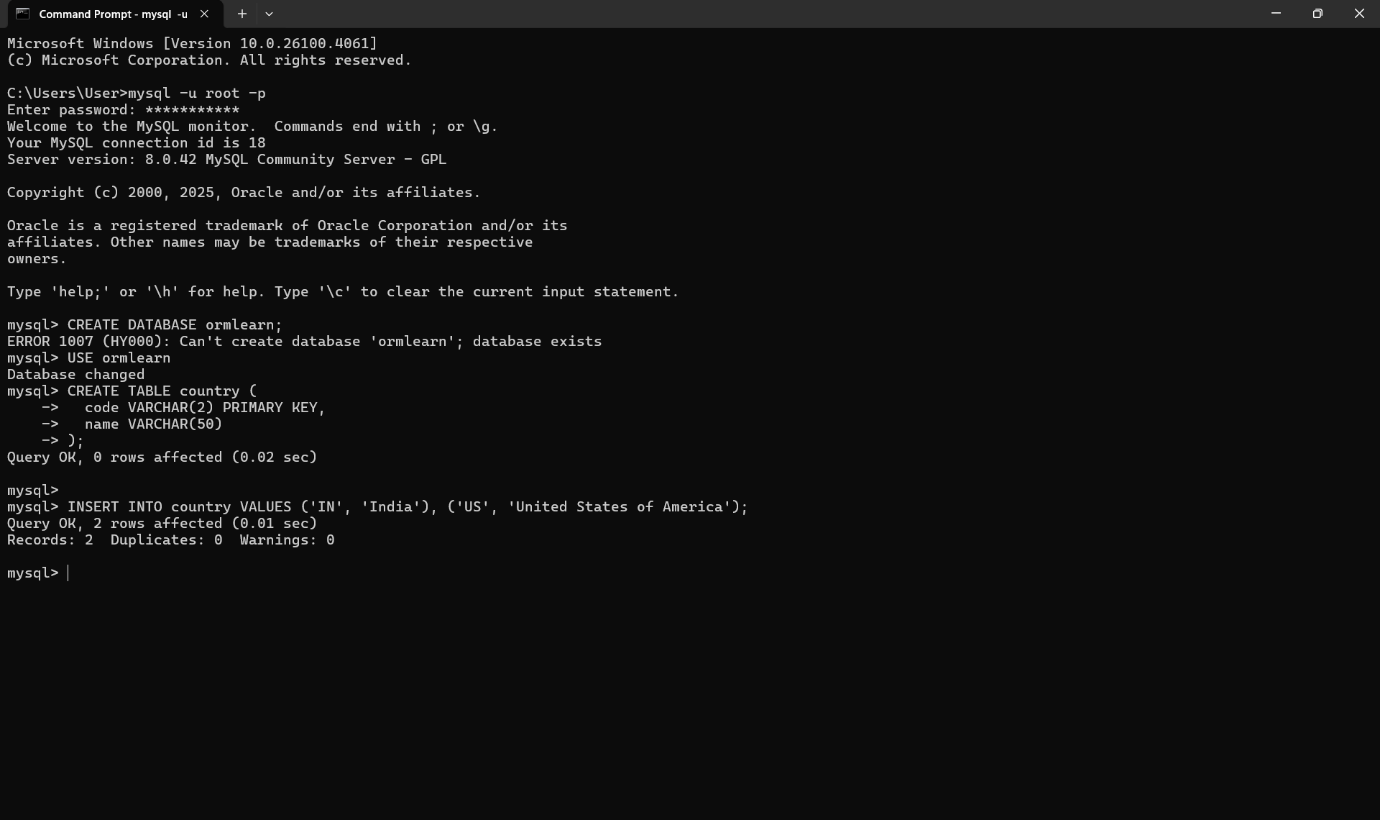 Command Prompt - mysql -u
Microsoft Windows [Version 10.0.26100.4061]
(c) Microsoft Corporation. All rights reserved.
C:\Users\User>mysql -u root -p
Enter password: ***********
Welcome to the MySQL monitor.  Commands end with ; or \g.
Your MySQL connection id is 18
Server version: 8.0.42 MySQL Community Server - GPL
Copyright (c) 2000, 2025, Oracle and/or its affiliates.
Oracle is a registered trademark of Oracle Corporation and/or its
affiliates. Other names may be trademarks of their respective
owners.
Type 'help;' or '\h' for help. Type '\c' to clear the current input statement.
mysql> CREATE DATABASE ormlearn;
ERROR 1007 (HY000): Can't create database 'ormlearn'; database exists
mysql> USE ormlearn
Database changed
mysql> CREATE TABLE country (
    ->   code VARCHAR(2) PRIMARY KEY,
    ->   name VARCHAR(50)
    -> );
Query OK, 0 rows affected (0.02 sec)
mysql>
mysql> INSERT INTO country VALUES ('IN', 'India'), ('US', 'United States of America');
Query OK, 2 rows affected (0.01 sec)
Records: 2  Duplicates: 0  Warnings: 0
mysql>